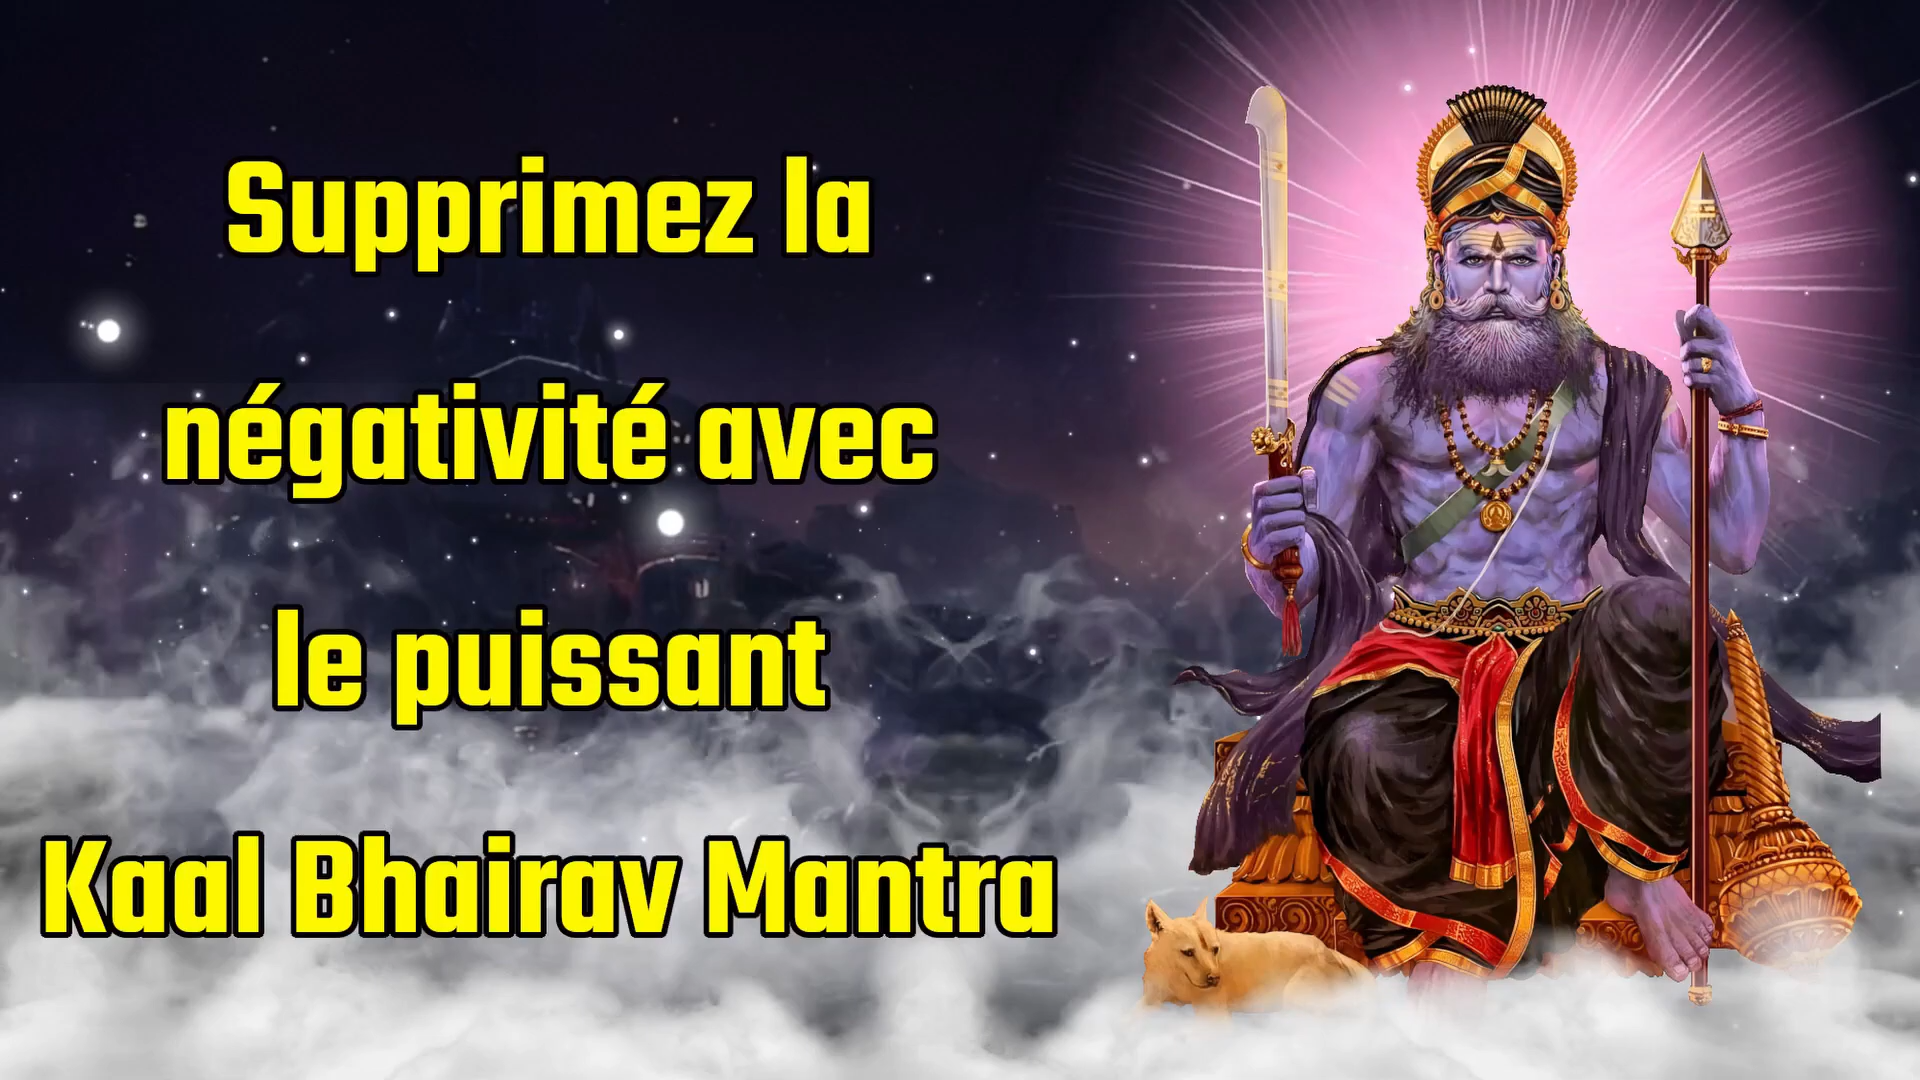 Supprimez la
négativité avec
le puissant
Kaal Bhairav Mantra